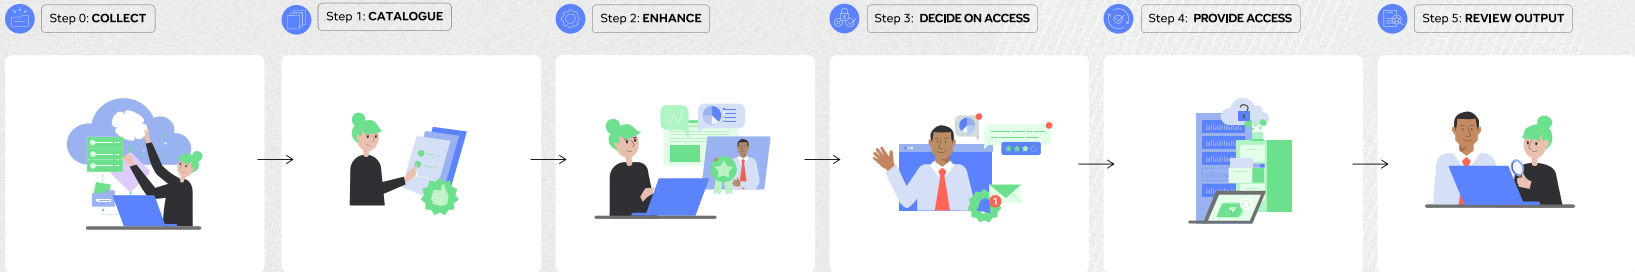 Step 0: COLLECT
Step 1: CATALOGUE
Step 2: ENHANCE
Step 3: DECIDE ON ACCESS
Step 4: PROVIDE ACCESS
Step 5: REVIEW OUTPUT
1